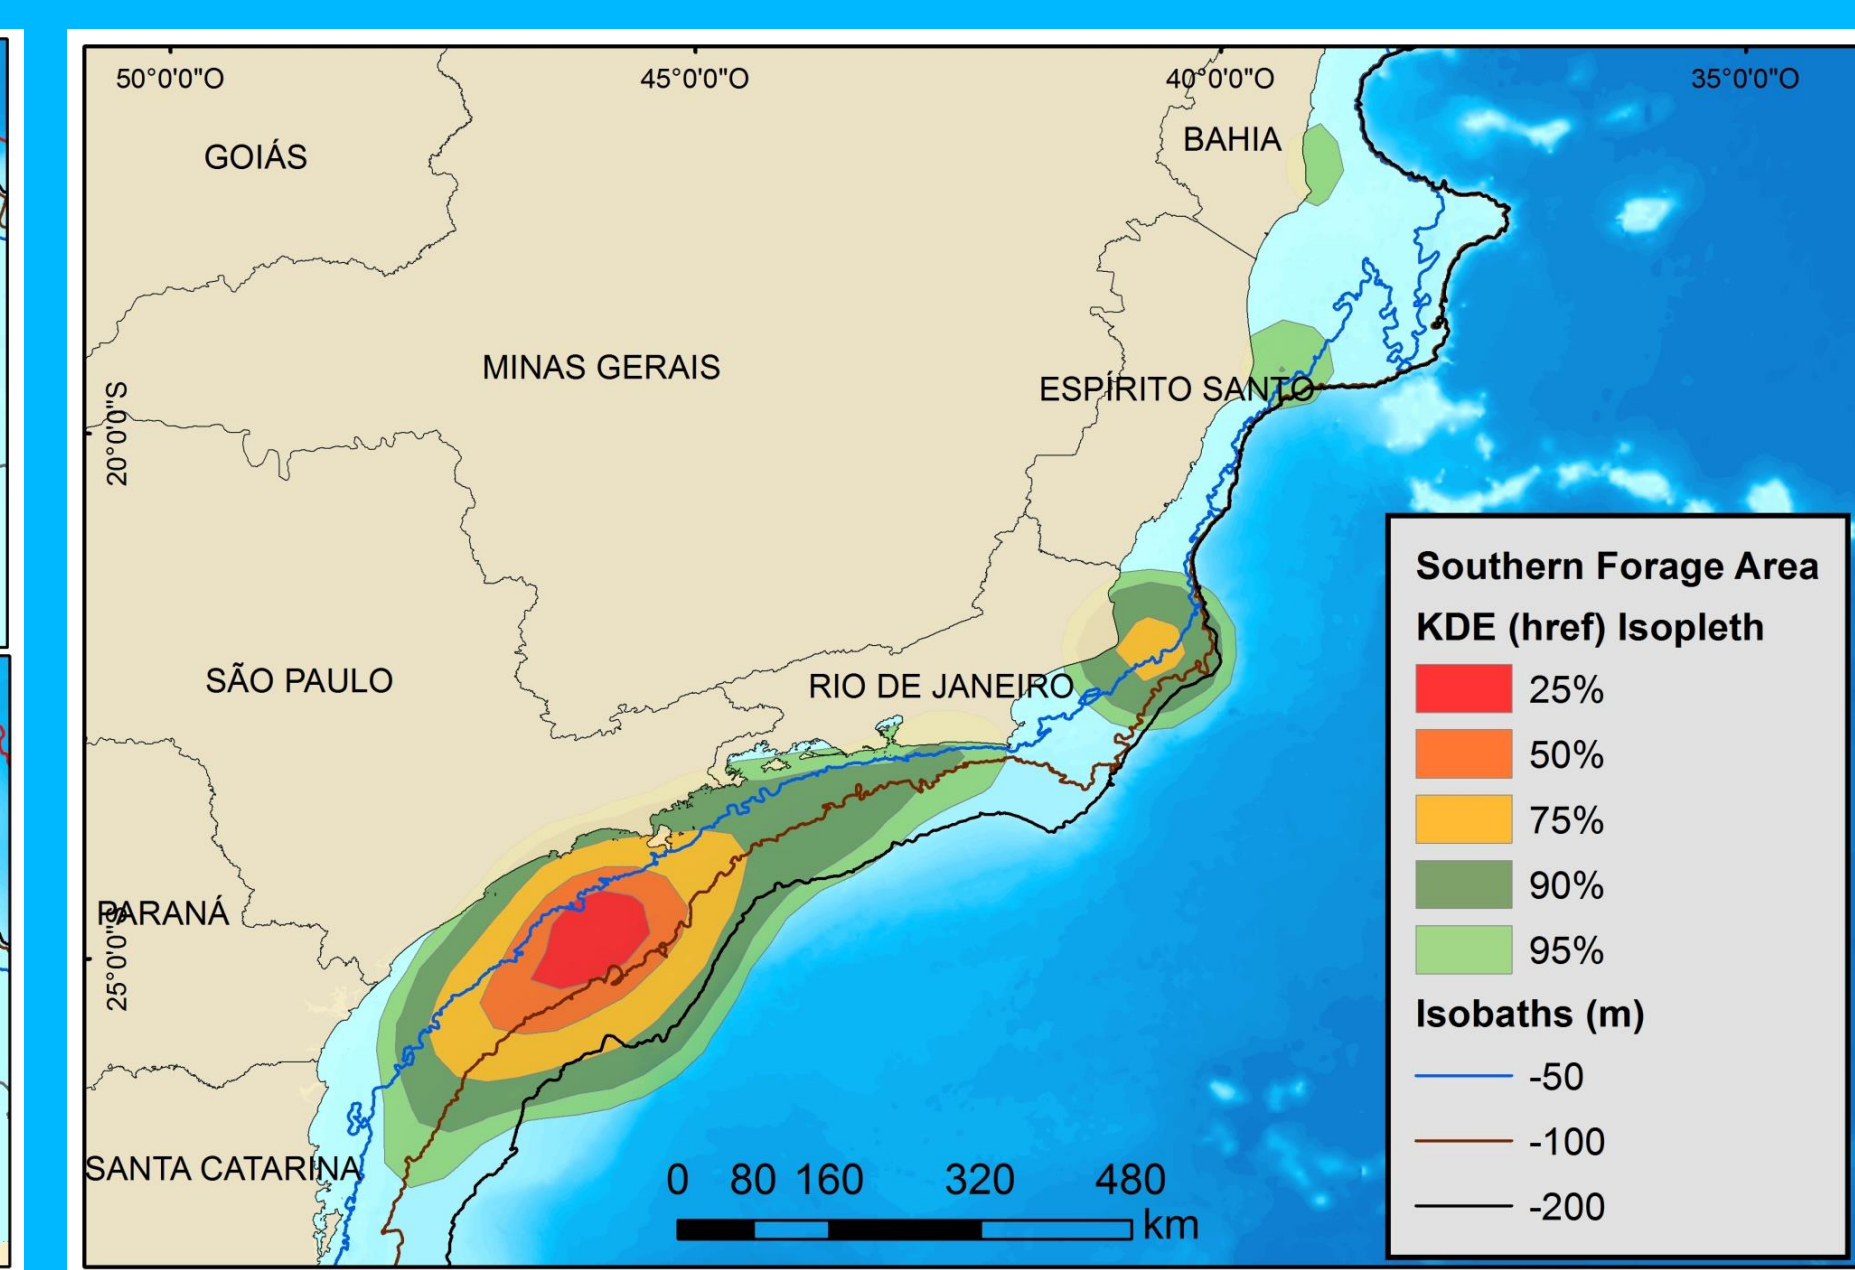 50°0'0"O
45°0'0"O
40°0'0"O
35°0'0"O
BAHIA
GOIÁS
MINAS GERAIS
ESPÍRITO SANTO
20°0'0"S
SÃO PAULO
RIO DE JANEIRO
PARANÁ
25°0'0"S
SANTA CATARINA
0 80 160 320 480
km
Southern Forage Area
KDE (href) Isopleth
25%
50%
75%
90%
95%
Isobaths (m)
-50
-100
-200